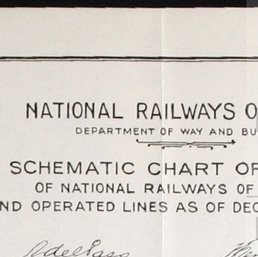 NATIONAL RAILWAYS O
DEPARTMENT OF WAY AND BU
SCHEMATIC CHART OF
OF NATIONAL RAILWAYS OF
ND OPERATED LINES AS OF DEC